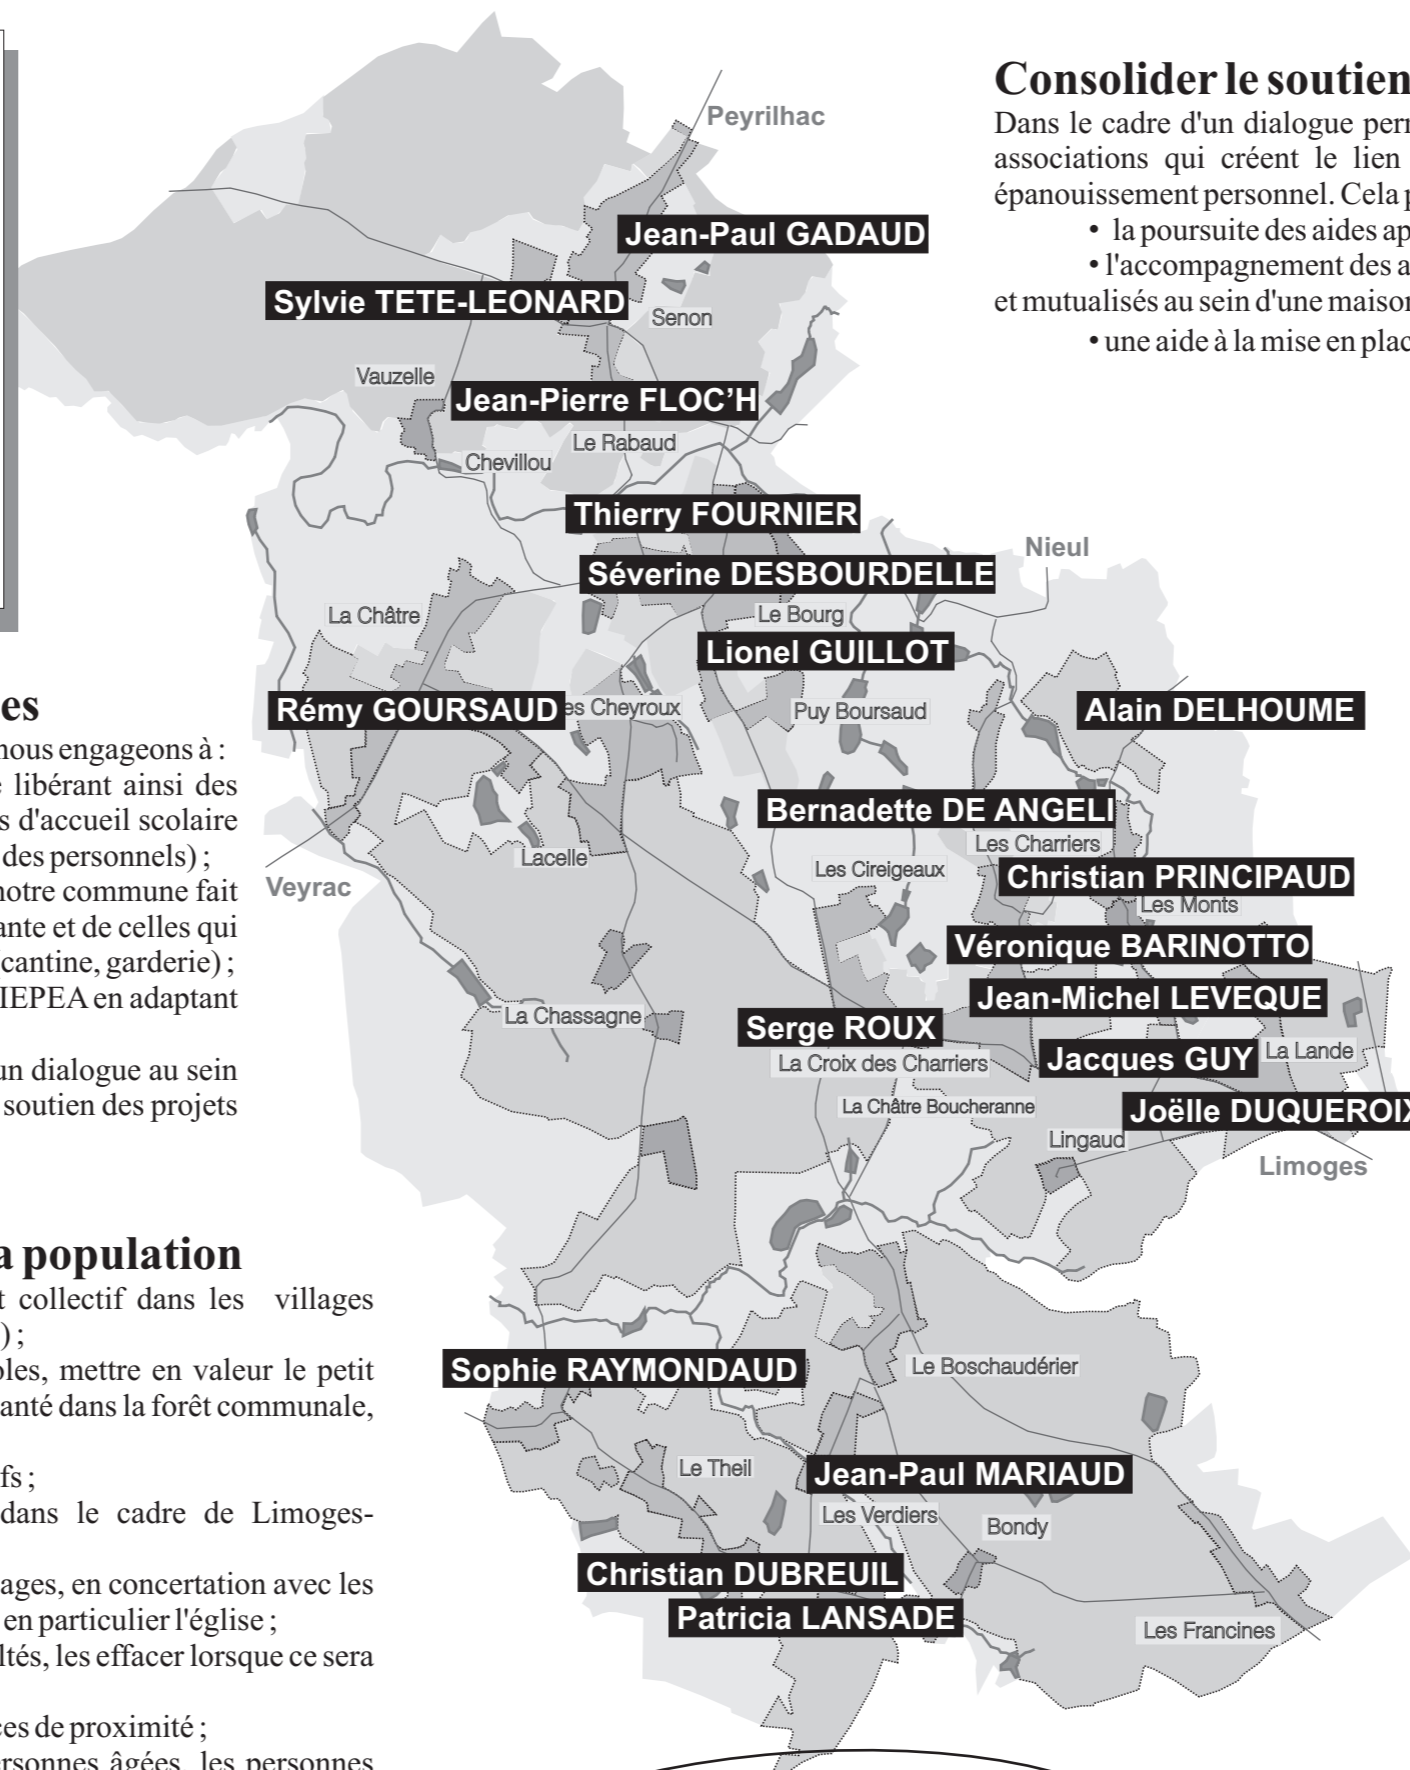 Consolider le soutien
Dans le cadre d'un dialogue
associations qui créent le lien
épanouissement personnel. Cela
• la poursuite des aides
• l'accompagnement des
et mutualisés au sein d'une maison
• une aide à la mise en
Peyrilhac
Jean-Paul GADAUD
Sylvie TETE-LEONARD
Senon
Vauzelle
Jean-Pierre FLOC’H
Le Rabaud
Chevillou
Thierry FOURNIER
Nieul
Séverine DESBOURDELLE
La Châtre
Le Bourg
Lionel GUILLOT
Rémy GOURSAUD
es Cheyroux
Puy Boursaud
Alain DELHOUME
Bernadette DE ANGELI
Les Charriers
Lacelle
Les Cireigeaux
Christian PRINCIPAUD
Veyrac
Les Monts
Véronique BARINOTTO
Jean-Michel LEVEQUE
La Chassagne
Serge ROUX
Jacques GUY
La Lande
La Croix des Charriers
La Châtre Boucheranne
Joëlle DUQUEROIX
Lingaud
Limoges
Sophie RAYMONDAUD
Le Boschaudérier
Le Theil
Jean-Paul MARIAUD
Les Verdiers
Bondy
Christian DUBREUIL
Patricia LANSADE
Les Francines
es
nous engageons à :
libérant ainsi des
s d'accueil scolaire
des personnels) ;
notre commune fait
ante et de celles qui
cantine, garderie) ;
IEPEA en adaptant
un dialogue au sein
soutien des projets
a population
t collectif dans les villages
) ;
oles, mettre en valeur le petit
anté dans la forêt communale,
fs ;
dans le cadre de Limoges-
ages, en concertation avec les
en particulier l'église ;
ltés, les effacer lorsque ce sera
ces de proximité ;
ersonnes âgées, les personnes